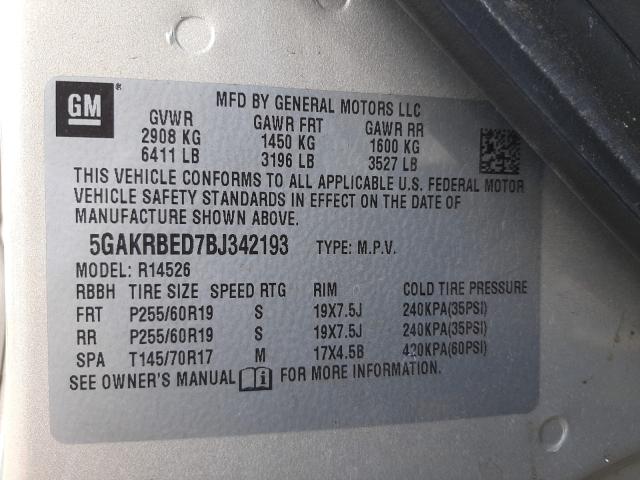 GM
MFD BY GENERAL MOTORS LLC
GVWR GAWR FRT GAWR RR
2908 KG 1450 KG 1600 KG
6411 LB 3196 LB 3527 LB
THIS VEHICLE CONFORMS TO ALL APPLICABLE U.S. FEDERAL MOTOR
VEHICLE SAFETY STANDARDS IN EFFECT ON THE DATE OF
MANUFACTURE SHOWN ABOVE.
5GAKRBED7BJ342193 TYPE: M.P.V.
MODEL: R14526
RBBH TIRE SIZE SPEED RTG RIM COLD TIRE PRESSURE
FRT P255/60R19 S 19X7.5J 240KPA(35PSI)
RR P255/60R19 S 19X7.5J 240KPA(35PSI)
SPA T145/70R17 M 17X4.5B 420KPA(60PSI)
SEE OWNER'S MANUAL FOR MORE INFORMATION.